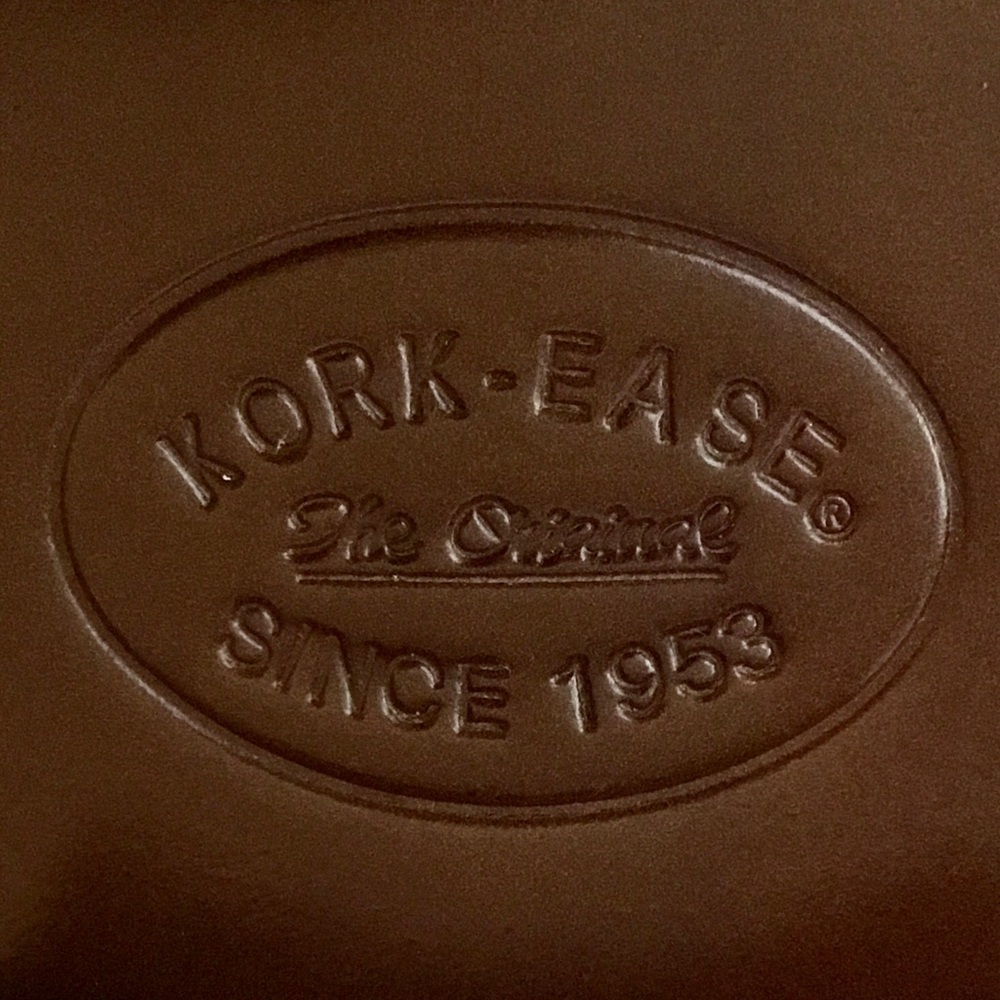 KORK-EASE®
The Original
SINCE 1953